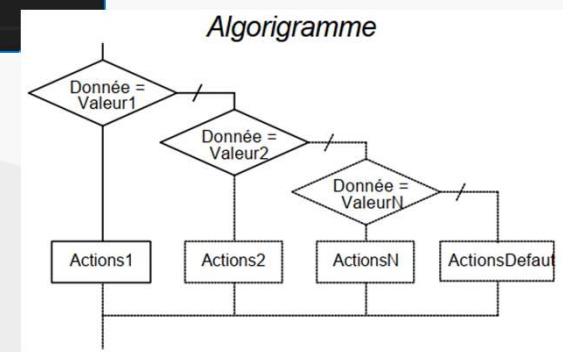 Algorigramme
Donnée =
Valeur1
Donnée =
Valeur2
Donnée =
ValeurN
Actions1
Actions2
ActionsN
ActionsDefaut